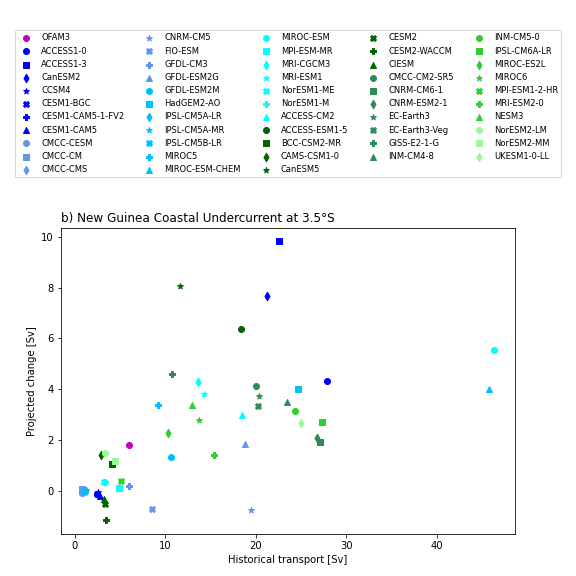 OFAM3 CNRM-CM5 MIROC-ESM CESM2 INM-CM5-0
ACCESS1-0 FIO-ESM MPI-ESM-MR CESM2-WACCM IPSL-CM6A-LR
ACCESS1-3 GFDL-CM3 MRI-CGCM3 CIESM MIROC-ES2L
CanESM2 GFDL-ESM2G MRI-ESM1 CMCC-CM2-SR5 MIROC6
CCSM4 GFDL-ESM2M NorESM1-ME CNRM-CM6-1 MPI-ESM1-2-HR
CESM1-BGC HadGEM2-AO NorESM1-M CNRM-ESM2-1 MRI-ESM2-0
CESM1-CAM5-1-FV2 IPSL-CM5A-LR ACCESS-CM2 EC-Earth3 NESM3
CESM1-CAM5 IPSL-CM5A-MR ACCESS-ESM1-5 EC-Earth3-Veg NorESM2-LM
CMCC-CESM IPSL-CM5B-LR BCC-CSM2-MR GISS-E2-1-G NorESM2-MM
CMCC-CM MIROC5 CAMS-CSM1-0 INM-CM4-8 UKESM1-0-LL
CMCC-CMS MIROC-ESM-CHEM CanESM5
b) New Guinea Coastal Undercurrent at 3.5°S
10
8
6
4
2
0
Projected change [Sv]
0 10 20 30 40
Historical transport [Sv]